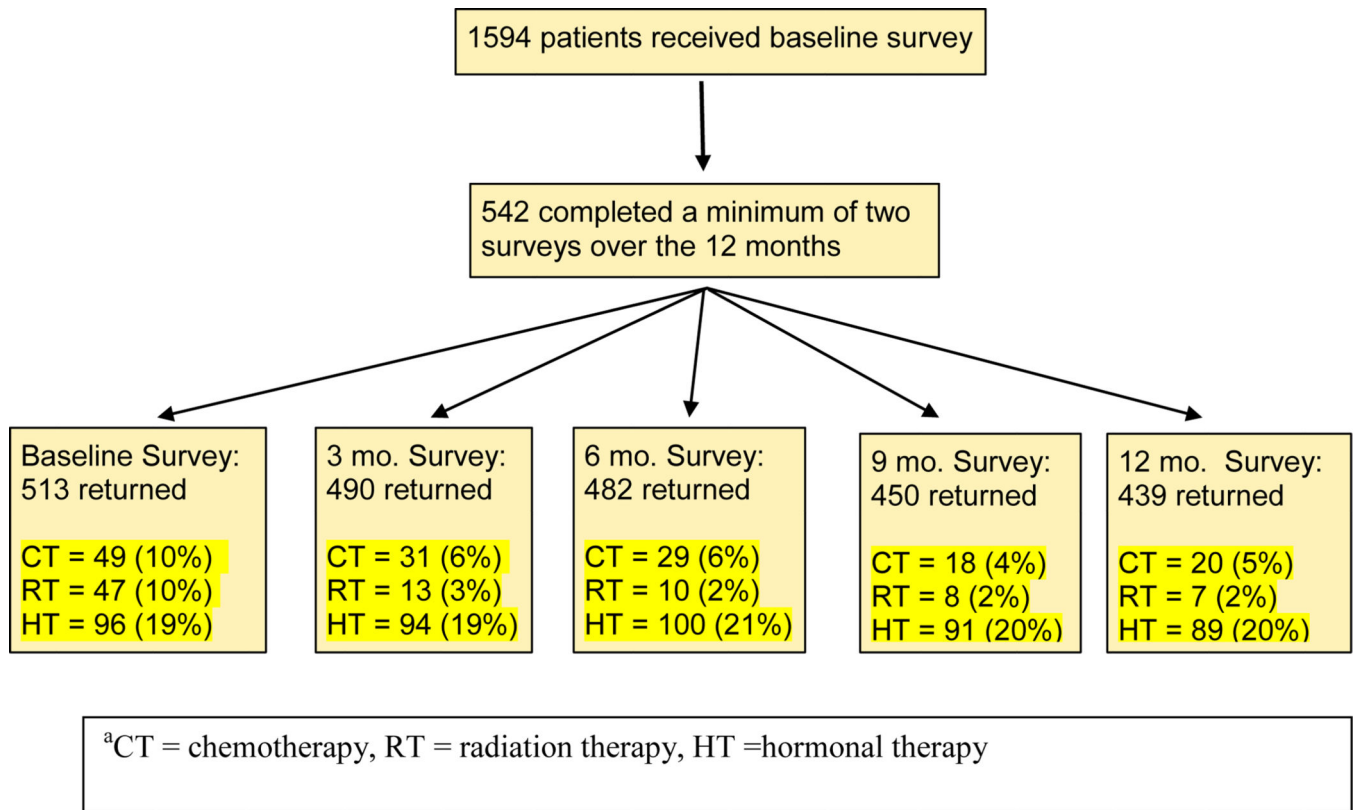 1594 patients received baseline survey
542 completed a minimum of two
surveys over the 12 months
Baseline Survey:
513 returned
CT = 49 (10%)
RT = 47 (10%)
HT = 96 (19%)
3 mo. Survey:
490 returned
CT = 31 (6%)
RT = 13 (3%)
HT = 94 (19%)
6 mo. Survey:
482 returned
CT = 29 (6%)
RT = 10 (2%)
HT = 100 (21%)
9 mo. Survey:
450 returned
CT = 18 (4%)
RT = 8 (2%)
HT = 91 (20%)
12 mo. Survey:
439 returned
CT = 20 (5%)
RT = 7 (2%)
HT = 89 (20%)
aCT = chemotherapy, RT = radiation therapy, HT =hormonal therapy